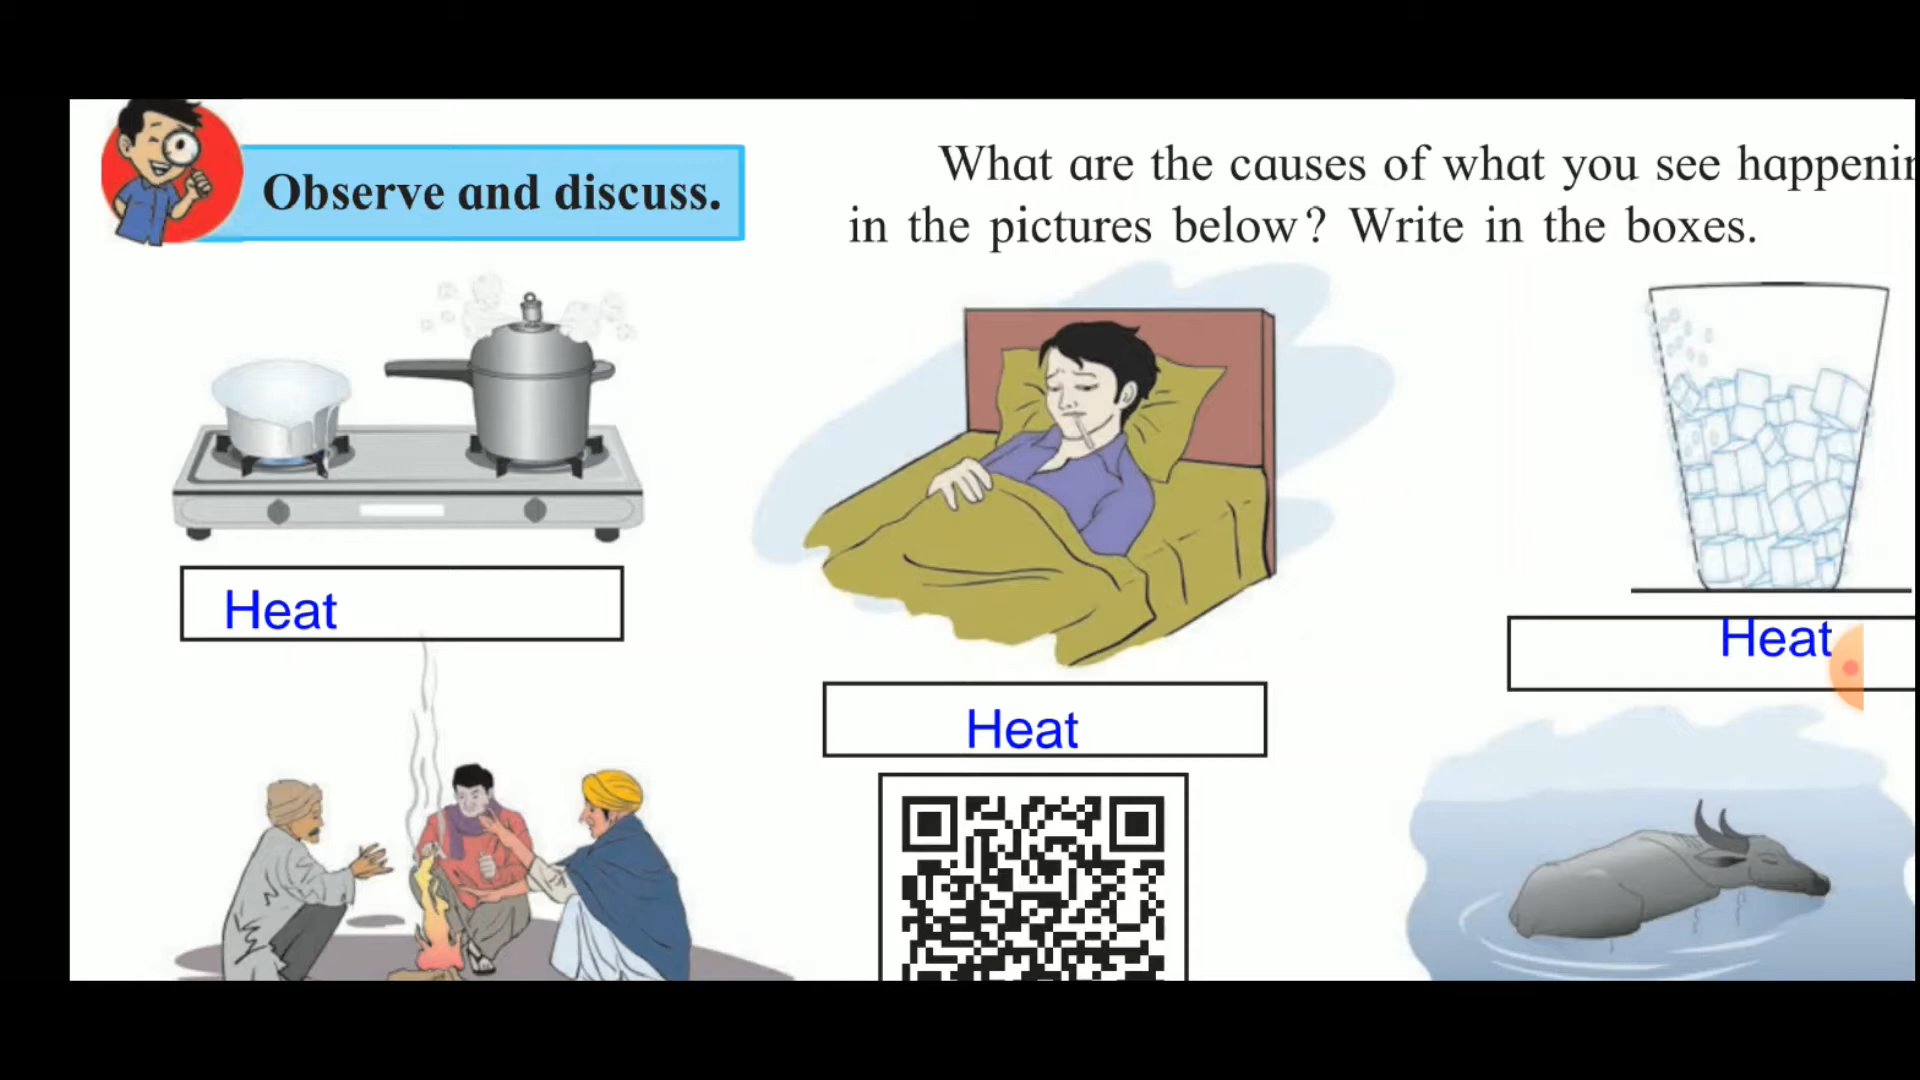 Observe and discuss.
What are the causes of what you see happenin
in the pictures below? Write in the boxes.
Heat
Heat
Heat